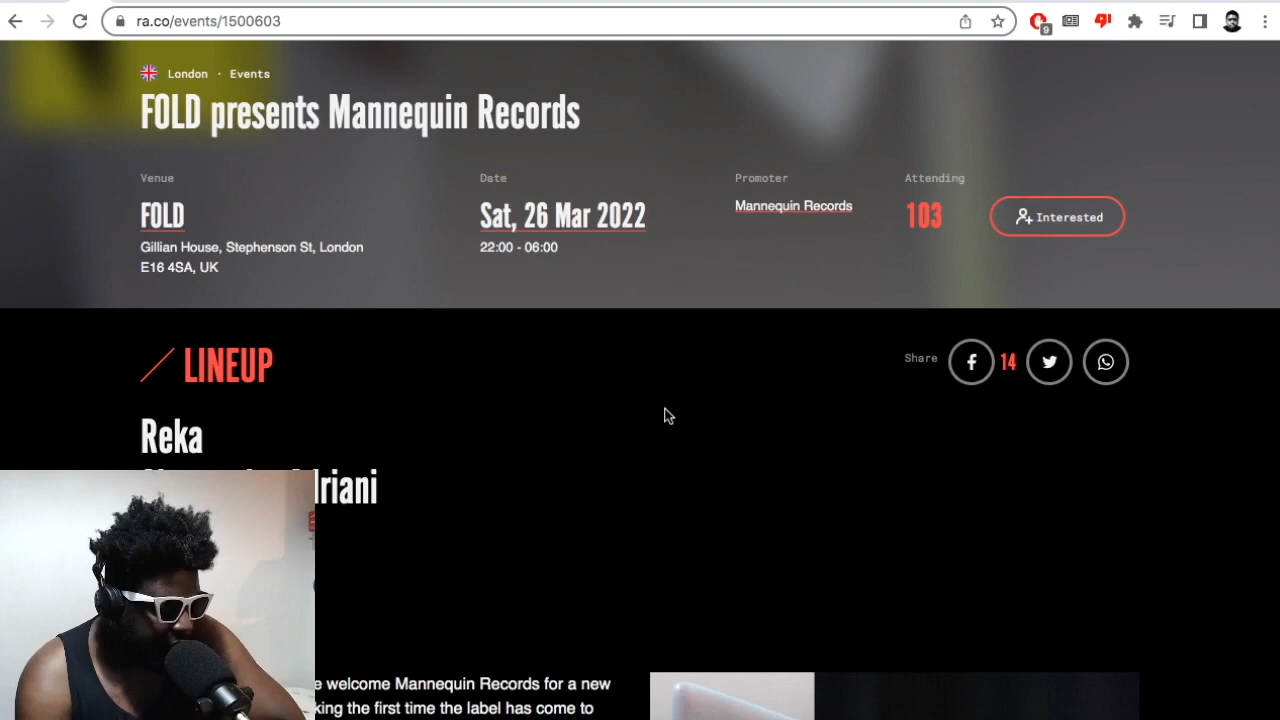 ra.co/events/1500603
9
London · Events
FOLD presents Mannequin Records
Venue
FOLD
Gillian House, Stephenson St, London
E16 4SA, UK
Date
Sat, 26 Mar 2022
22:00 - 06:00
Promoter
Mannequin Records
Attending
103
Interested
LINEUP
Share
14
Reka
welcome Mannequin Records for a new
the first time the label has come to